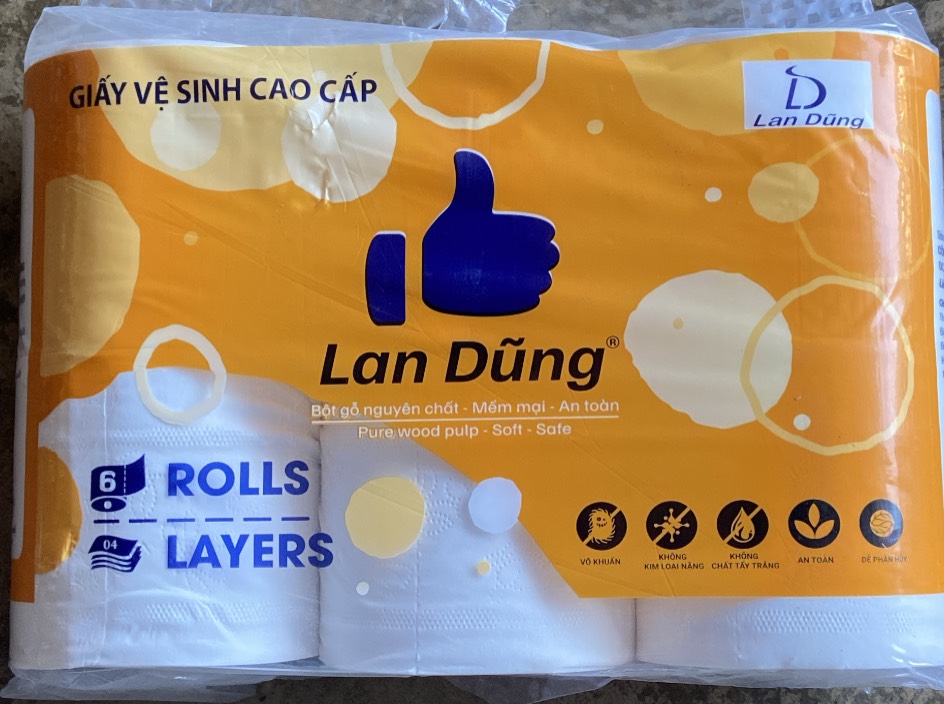 GIẤY VỆ SINH CAO CẤP
Lan Dũng
Lan Dũng®
Bột gỗ nguyên chất - Mềm mại - An toàn
Pure wood pulp - Soft - Safe
6 ROLLS
04 LAYERS
VÔ KHUẨN
KHÔNG
KIM LOẠI NẶNG
KHÔNG
CHẤT TẨY TRẮNG
AN TOÀN
DỄ PHÂN HỦY